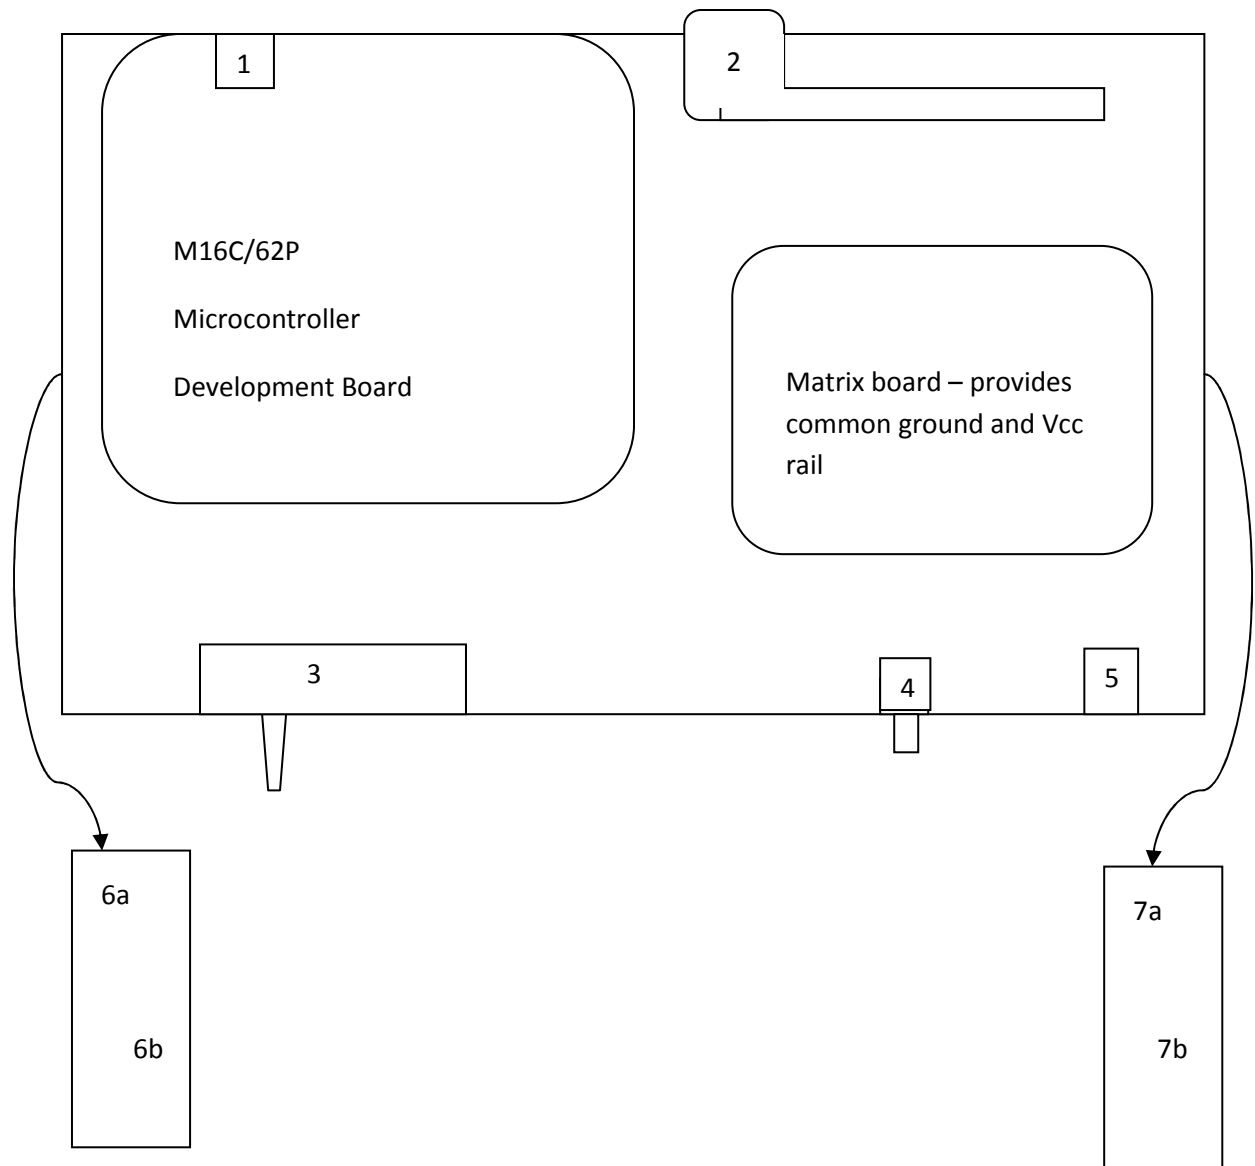 1
2
M16C/62P
Microcontroller
Development Board
Matrix board – provides
common ground and Vcc
rail
3
4
5
6a
7a
6b
7b